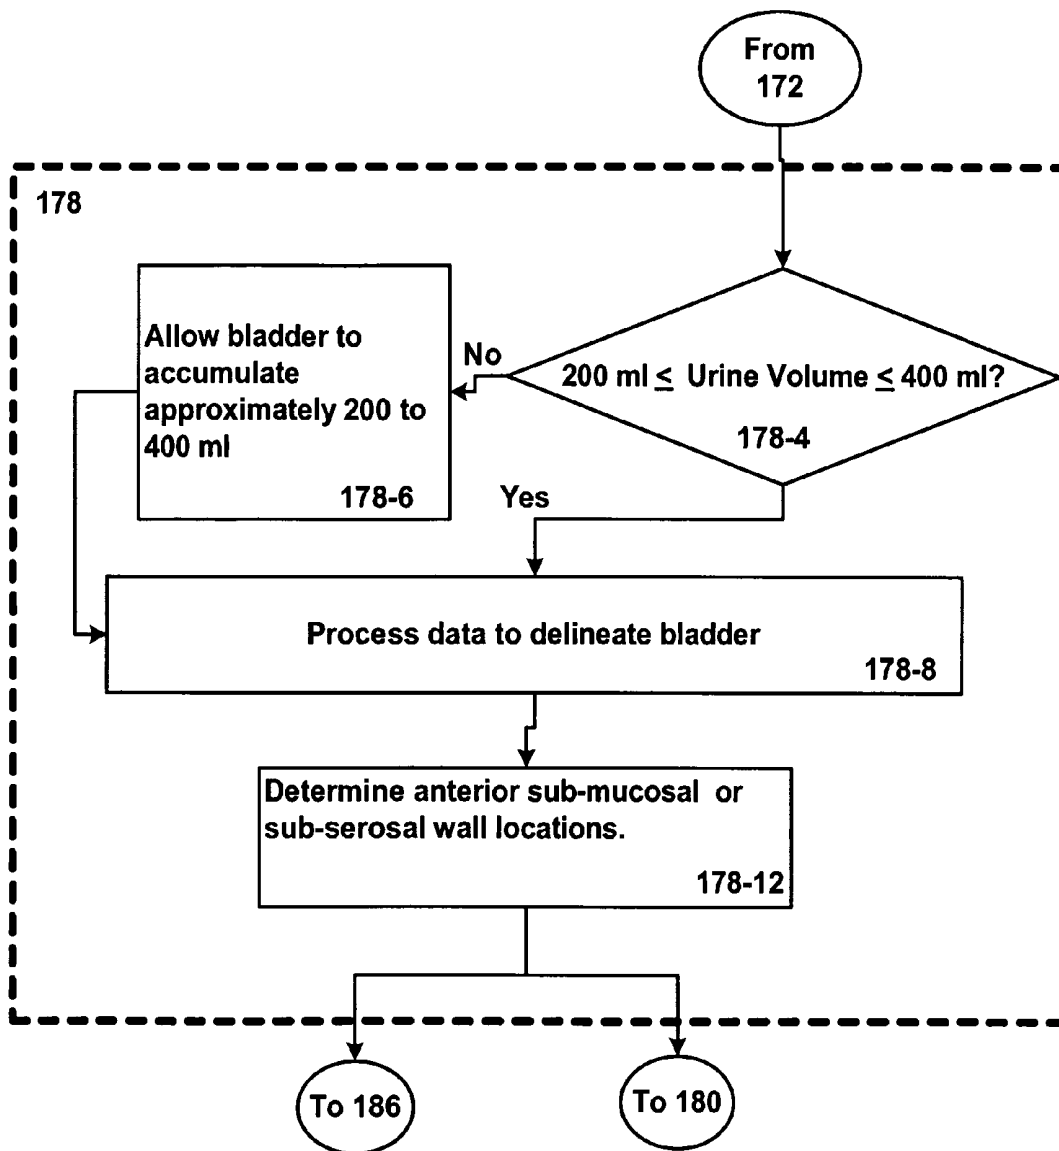 From
172
178
Allow bladder to
accumulate
approximately 200 to
400 ml
178-6
No
200 ml ≤ Urine Volume ≤ 400 ml?
178-4
Yes
Process data to delineate bladder
178-8
Determine anterior sub-mucosal or
sub-serosal wall locations.
178-12
To 186
To 180